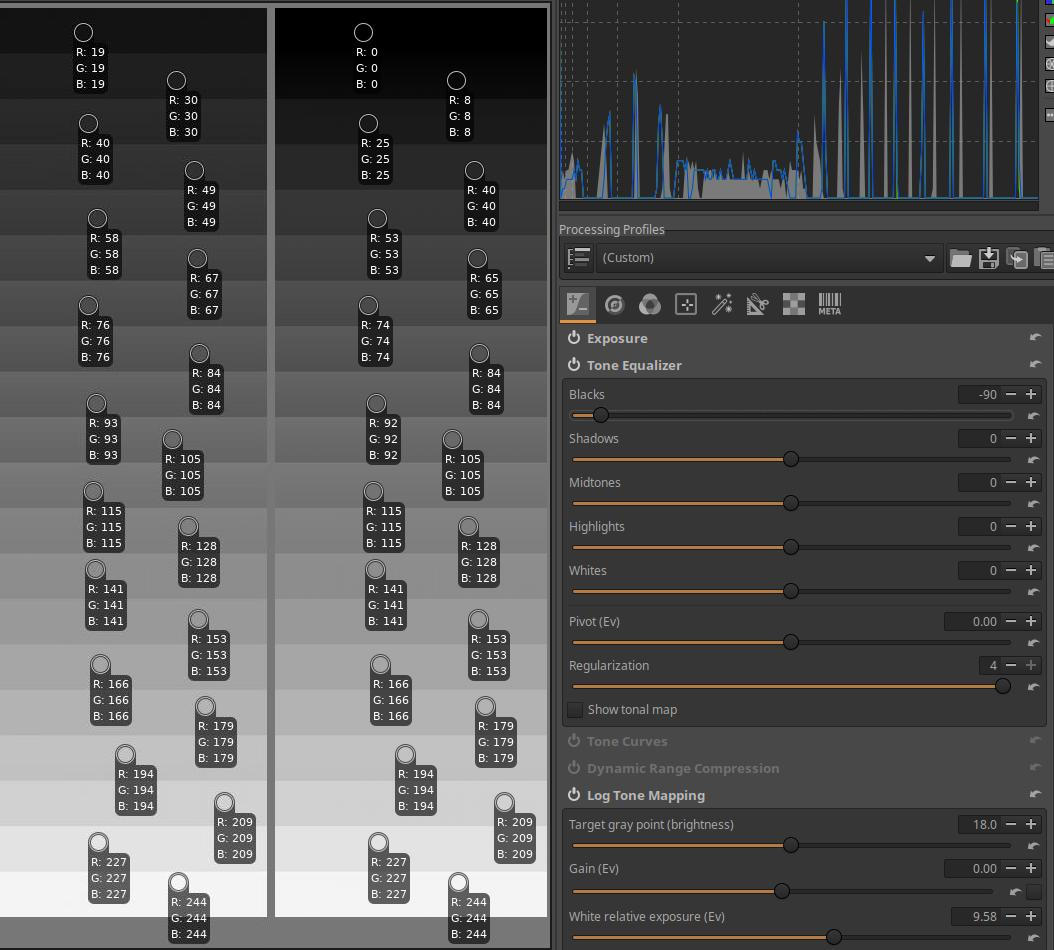 R: 19
G: 19
B: 19
R: 30
G: 30
B: 30
R: 40
G: 40
B: 40
R: 49
G: 49
B: 49
R: 58
G: 58
B: 58
R: 67
G: 67
B: 67
R: 76
G: 76
B: 76
R: 84
G: 84
B: 84
R: 93
G: 93
B: 93
R: 105
G: 105
B: 105
R: 115
G: 115
B: 115
R: 128
G: 128
B: 128
R: 141
G: 141
B: 141
R: 153
G: 153
B: 153
R: 166
G: 166
B: 166
R: 179
G: 179
B: 179
R: 194
G: 194
B: 194
R: 209
G: 209
B: 209
R: 227
G: 227
B: 227
R: 244
G: 244
B: 244
R: 0
G: 0
B: 0
R: 8
G: 8
B: 8
R: 25
G: 25
B: 25
R: 40
G: 40
B: 40
R: 53
G: 53
B: 53
R: 65
G: 65
B: 65
R: 74
G: 74
B: 74
R: 84
G: 84
B: 84
R: 92
G: 92
B: 92
R: 105
G: 105
B: 105
R: 115
G: 115
B: 115
R: 128
G: 128
B: 128
R: 141
G: 141
B: 141
R: 153
G: 153
B: 153
R: 166
G: 166
B: 166
R: 179
G: 179
B: 179
R: 194
G: 194
B: 194
R: 209
G: 209
B: 209
R: 227
G: 227
B: 227
R: 244
G: 244
B: 244
Processing Profiles
(Custom)
META
Exposure
Tone Equalizer
Blacks -90
Shadows 0
Midtones 0
Highlights 0
Whites 0
Pivot (Ev) 0.00
Regularization 4
Show tonal map
Tone Curves
Dynamic Range Compression
Log Tone Mapping
Target gray point (brightness) 18.0
Gain (Ev) 0.00
White relative exposure (Ev) 9.58